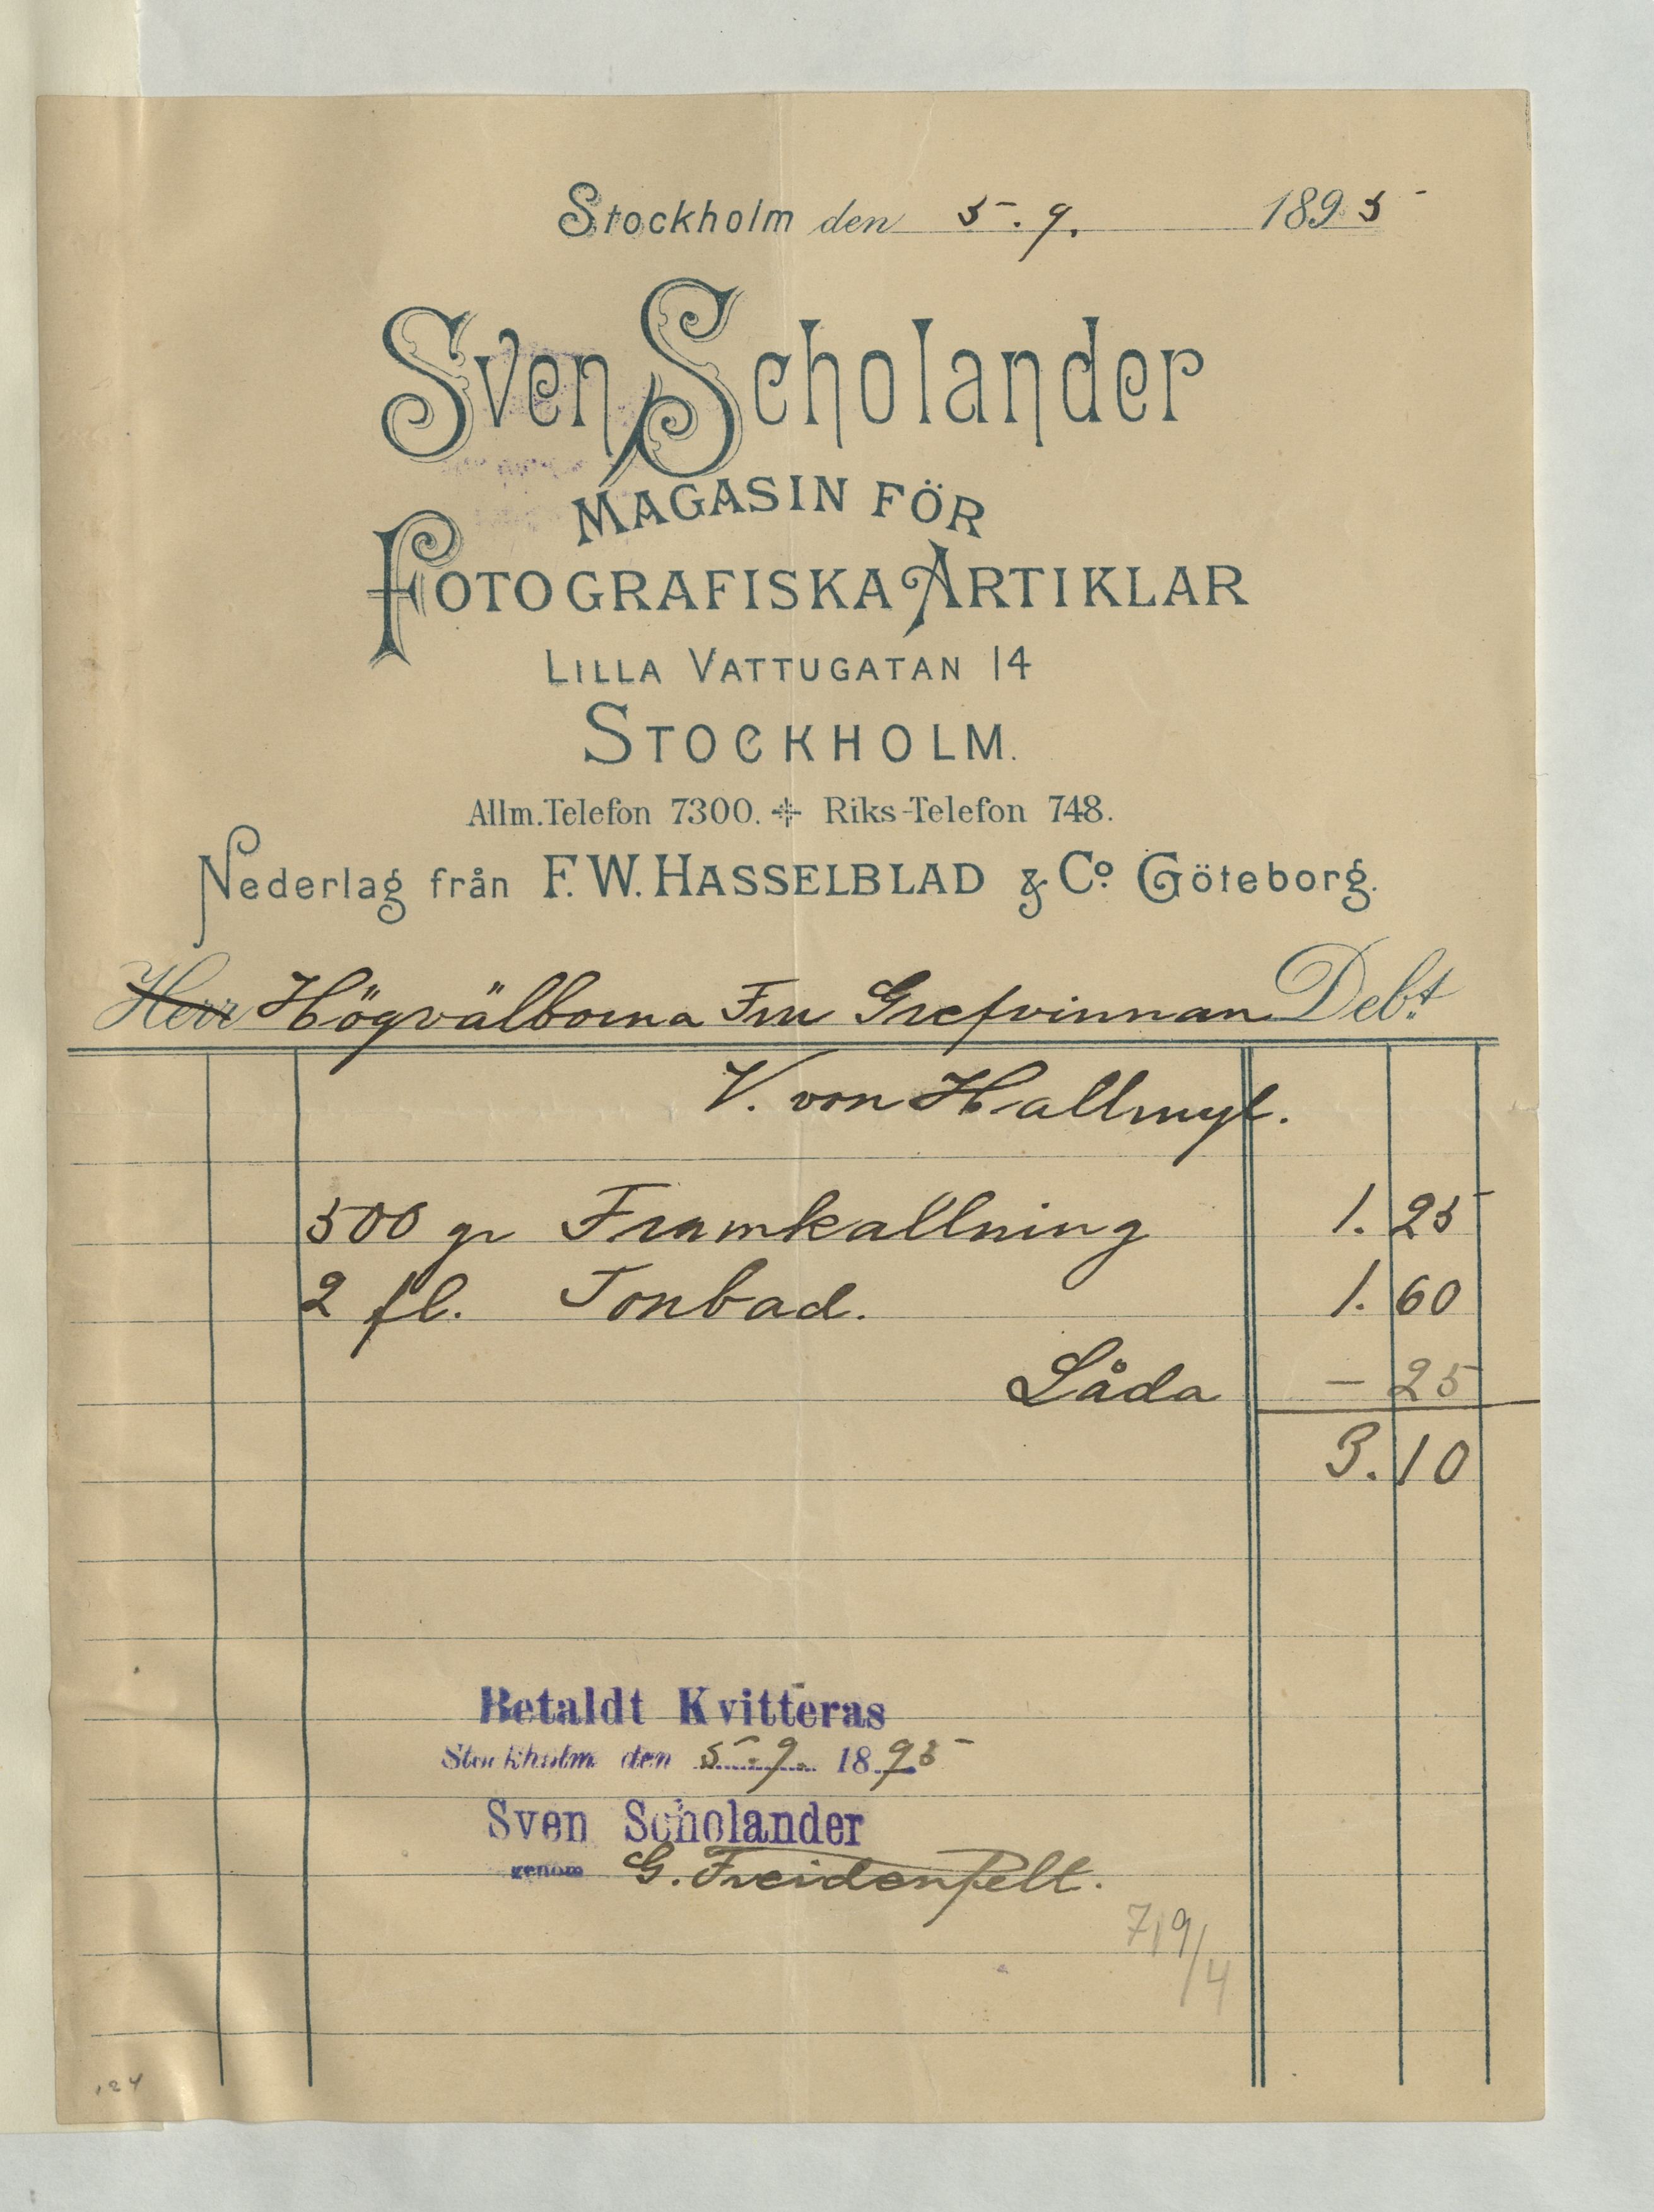 Stockholm den 5.9. 1895
Sven Scholander
MAGASIN FÖR
FOTOGRAFISKA ARTIKLAR
LILLA VATTUGATAN 14
STOCKHOLM.
Allm. Telefon 7300. Riks-Telefon 748.
Nederlag från F. W. HASSELBLAD & Co Göteborg.
Herr Högvälborna Fru Grefvinnan Debt
V. von Hallwyl.
500 gr Framkallning 1. 25
2 fl. Tonbad. 1. 60
Låda — 25
3. 10
Betaldt Kvitteras
Stockholm den 5.9. 1895
Sven Scholander
genom G. Freidenfelt.
719/4
124